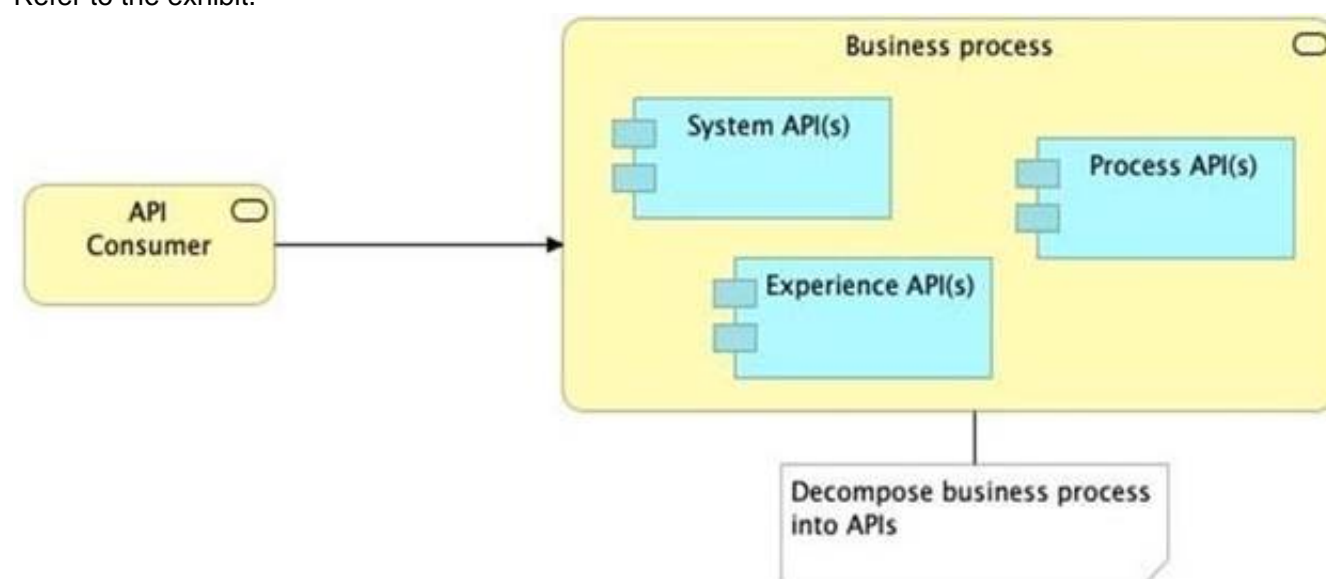 Refer to the exhibit.
Business process
System API(s)
Process API(s)
API
Consumer
Experience API(s)
Decompose business process
into APIs